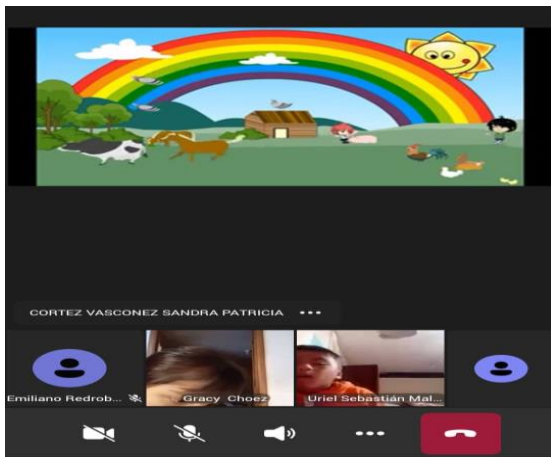 CORTEZ VASCONEZ SANDRA PATRICIA •••
Emiliano Redrob...
Gracy Choez
Uriel Sebastián Mal...